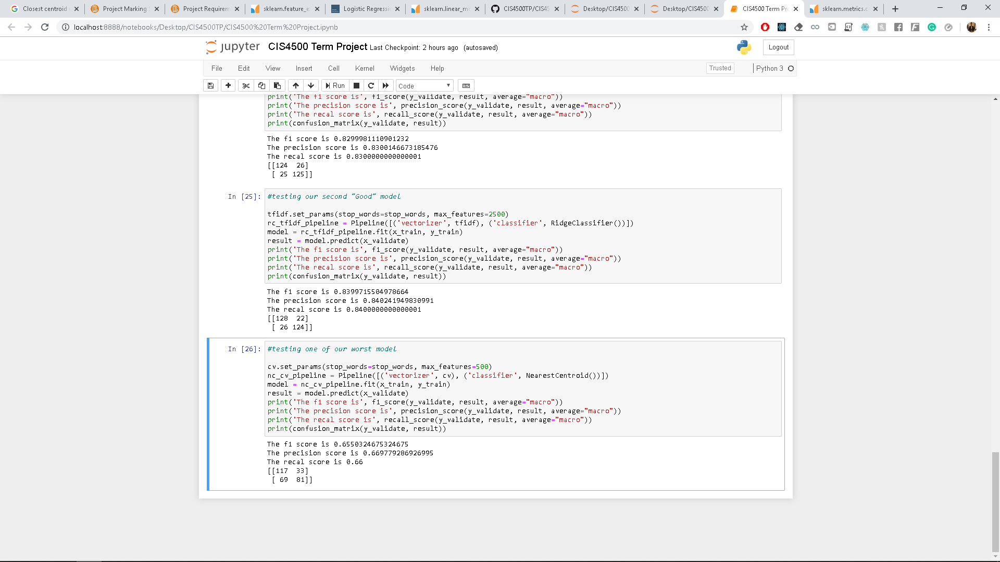 Closest centroid
Project Marking
Project Requirem
sklearn.feature_e
Logistic Regressi
sklearn.linear_m
CIS4500TP/CIS4
Desktop/CIS4500
Desktop/CIS4500
CIS4500 Term Pr
sklearn.metrics.c
localhost:8888/notebooks/Desktop/CIS4500TP/CIS4500%20Term%20Project.ipynb
jupyter CIS4500 Term Project Last Checkpoint: 2 hours ago (autosaved)
Logout
File Edit View Insert Cell Kernel Widgets Help
Trusted
Python 3
Run
Code
print('The f1 score is', f1_score(y_validate, result, average="macro"))
print('The precision score is', precision_score(y_validate, result, average="macro"))
print('The recal score is', recall_score(y_validate, result, average="macro"))
print(confusion_matrix(y_validate, result))
The f1 score is 0.8299981110901232
The precision score is 0.8300146673185476
The recal score is 0.8300000000000001
[[124 26]
[ 25 125]]
In [25]:
#testing our second "Good" model
tfidf.set_params(stop_words=stop_words, max_features=2500)
rc_tfidf_pipeline = Pipeline([('vectorizer', tfidf), ('classifier', RidgeClassifier())])
model = rc_tfidf_pipeline.fit(x_train, y_train)
result = model.predict(x_validate)
print('The f1 score is', f1_score(y_validate, result, average="macro"))
print('The precision score is', precision_score(y_validate, result, average="macro"))
print('The recal score is', recall_score(y_validate, result, average="macro"))
print(confusion_matrix(y_validate, result))
The f1 score is 0.8399715504978664
The precision score is 0.840241949830991
The recal score is 0.8400000000000001
[[128 22]
[ 26 124]]
In [26]:
#testing one of our worst model
cv.set_params(stop_words=stop_words, max_features=500)
nc_cv_pipeline = Pipeline([('vectorizer', cv), ('classifier', NearestCentroid())])
model = nc_cv_pipeline.fit(x_train, y_train)
result = model.predict(x_validate)
print('The f1 score is', f1_score(y_validate, result, average="macro"))
print('The precision score is', precision_score(y_validate, result, average="macro"))
print('The recal score is', recall_score(y_validate, result, average="macro"))
print(confusion_matrix(y_validate, result))
The f1 score is 0.6550324675324675
The precision score is 0.669779286926995
The recal score is 0.66
[[117 33]
[ 69 81]]